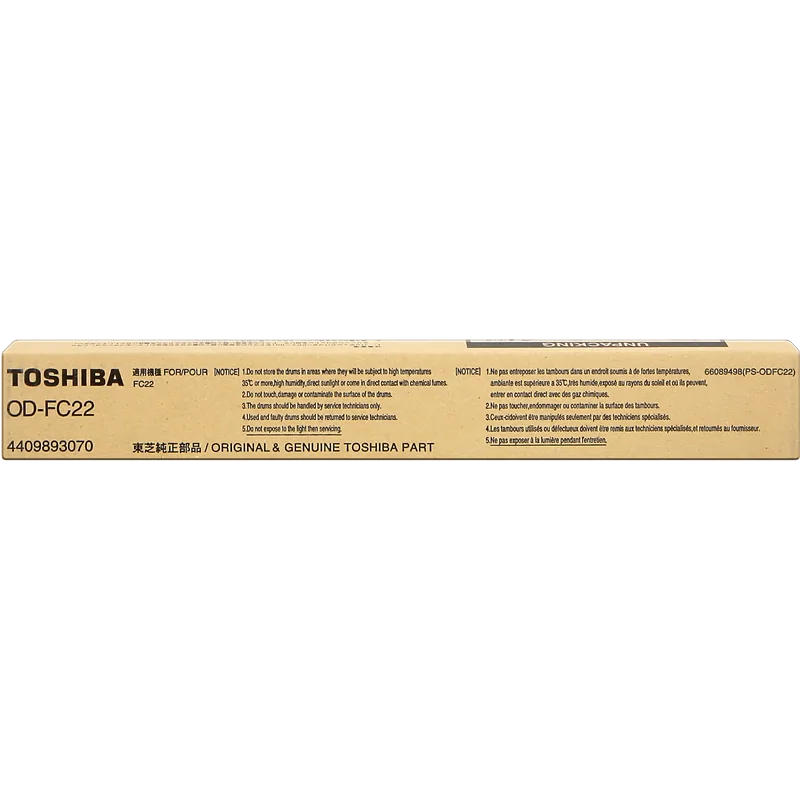 UNPACKING
TOSHIBA
OD-FC22
4409893070
適用機種 FOR/POUR
FC22
[NOTICE] 1.Do not store the drums in areas where they will be subject to high temperatures
35℃ or more,high humidity,direct sunlight or come in direct contact with chemical fumes.
2.Do not touch,damage or contaminate the surface of the drums.
3.The drums should be handled by service technicians only.
4.Used and faulty drums should be returned to service technicians.
5.Do not expose to the light then servicing.
東芝純正部品 / ORIGINAL & GENUINE TOSHIBA PART
[NOTICE] 1.Ne pas entreposer les tambours dans un endroit soumis à de fortes températures,
ambiante est supérieure a 35℃,très humide,exposé au rayons du soleil et où ils peuvent,
entrer en contact direct avec des gaz chimiques.
2.Ne pas toucher,endommager ou contaminer la surface des tambours.
3.Ceux-cidoivent être manipulés seulement par des techniciens spécialisés.
4.Les tambours utilisés ou défectueux doivent être remis aux techniciens spécialisés,et retournés au fournisseur.
5.Ne pas exposer à la lumière pendant l'entretien.
66089498(PS-ODFC22)